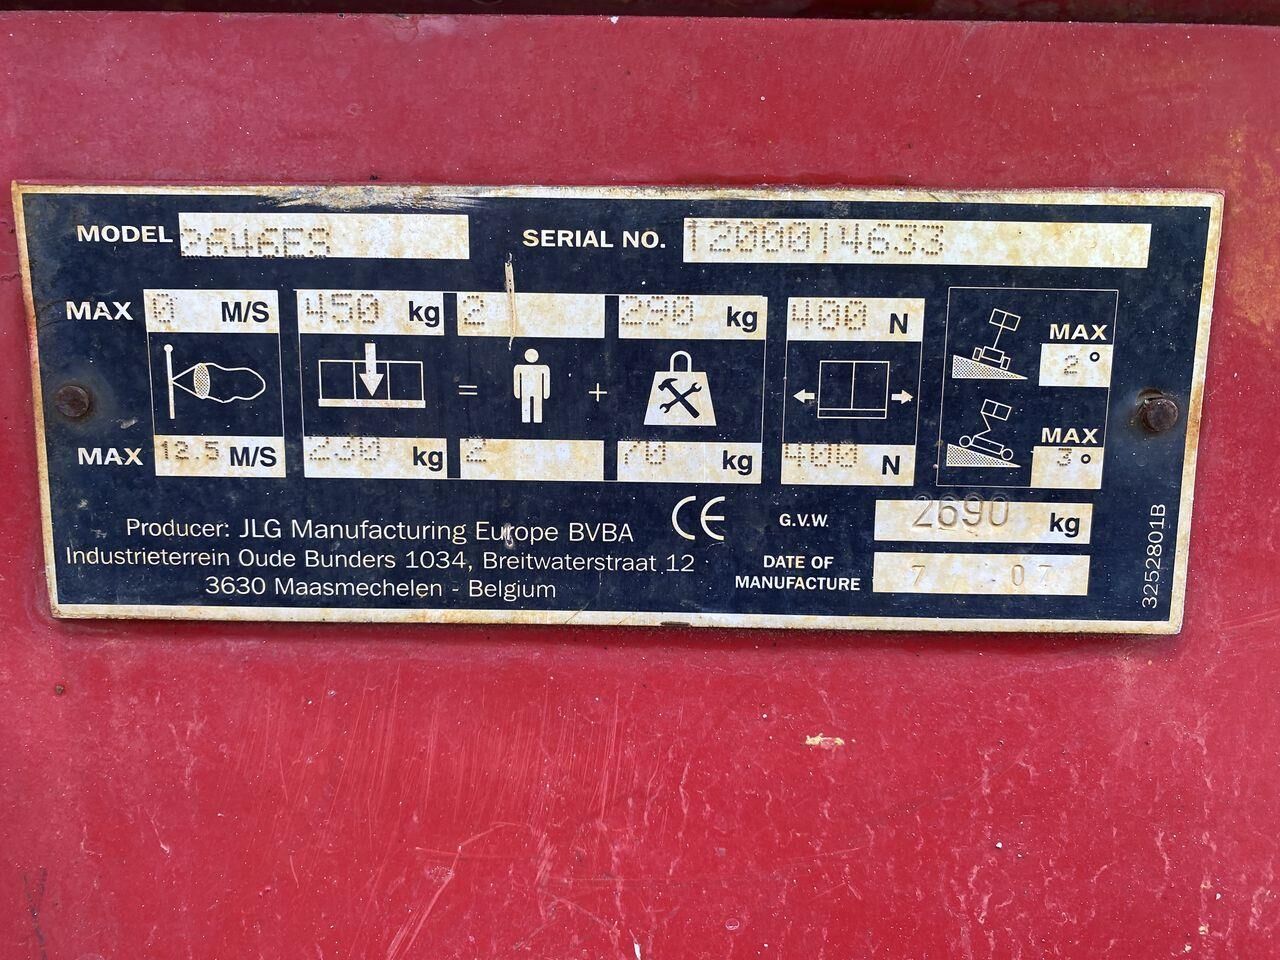 MODEL 2646ES SERIAL NO. 1200014633
MAX 0 M/S 450 kg 2 290 kg 400 N
MAX 2°
= +
MAX 12.5 M/S 230 kg 2 70 kg 400 N
MAX 3°
Producer: JLG Manufacturing Europe BVBA CE
Industrieterrein Oude Bunders 1034, Breitwaterstraat 12
3630 Maasmechelen - Belgium
G.V.W. 2690 kg
DATE OF
MANUFACTURE 7 07
3252801B